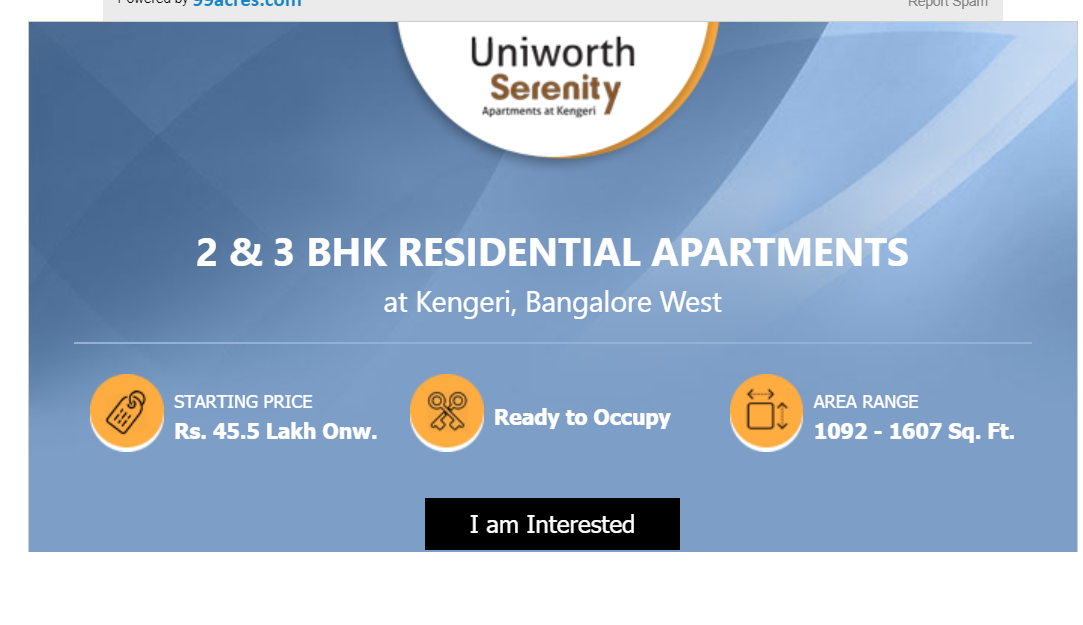 Powered by 99acres.com
Report Spam
Uniworth
Serenity
Apartments at Kengeri
2 & 3 BHK RESIDENTIAL APARTMENTS
at Kengeri, Bangalore West
STARTING PRICE
Rs. 45.5 Lakh Onw.
Ready to Occupy
AREA RANGE
1092 - 1607 Sq. Ft.
I am Interested